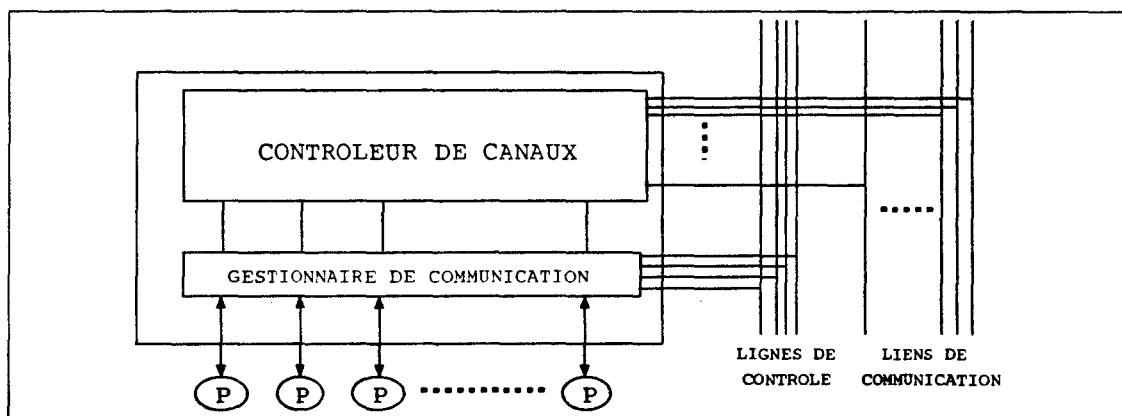 CONTROLEUR DE CANAUX
GESTIONNAIRE DE COMMUNICATION
LIGNES DE
CONTROLE
LIENS DE
COMMUNICATION
P P P P